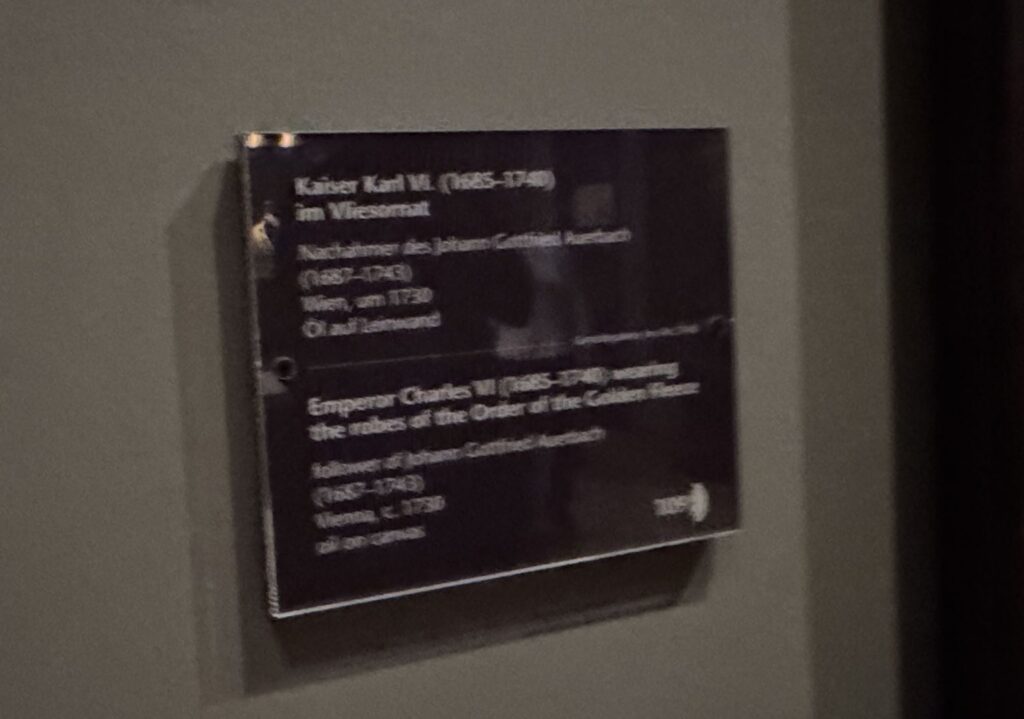 Kaiser Karl VI. (1685–1740)
im Vliesornat
Nachahmer des Johann Gottfried Auerbach
(1687–1743)
Wien, um 1730
Öl auf Leinwand
Emperor Charles VI (1685–1740) wearing
the robes of the Order of the Golden Fleece
follower of Johann Gottfried Auerbach
(1687–1743)
Vienna, c. 1730
oil on canvas